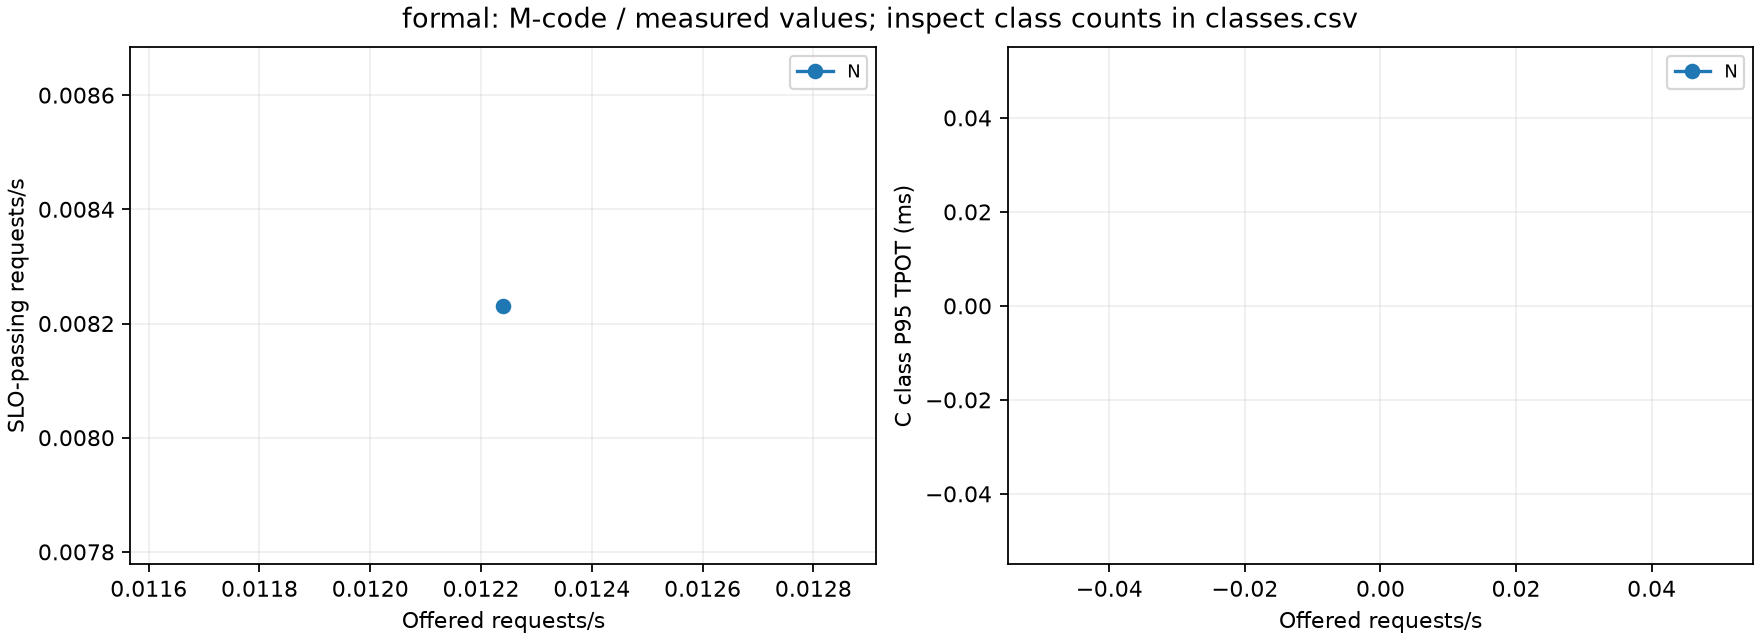 formal: M-code / measured values; inspect class counts in classes.csv
SLO-passing requests/s
0.0086
0.0084
0.0082
0.0080
0.0078
N
0.0116 0.0118 0.0120 0.0122 0.0124 0.0126 0.0128
Offered requests/s
C class P95 TPOT (ms)
0.04
0.02
0.00
−0.02
−0.04
N
−0.04 −0.02 0.00 0.02 0.04
Offered requests/s